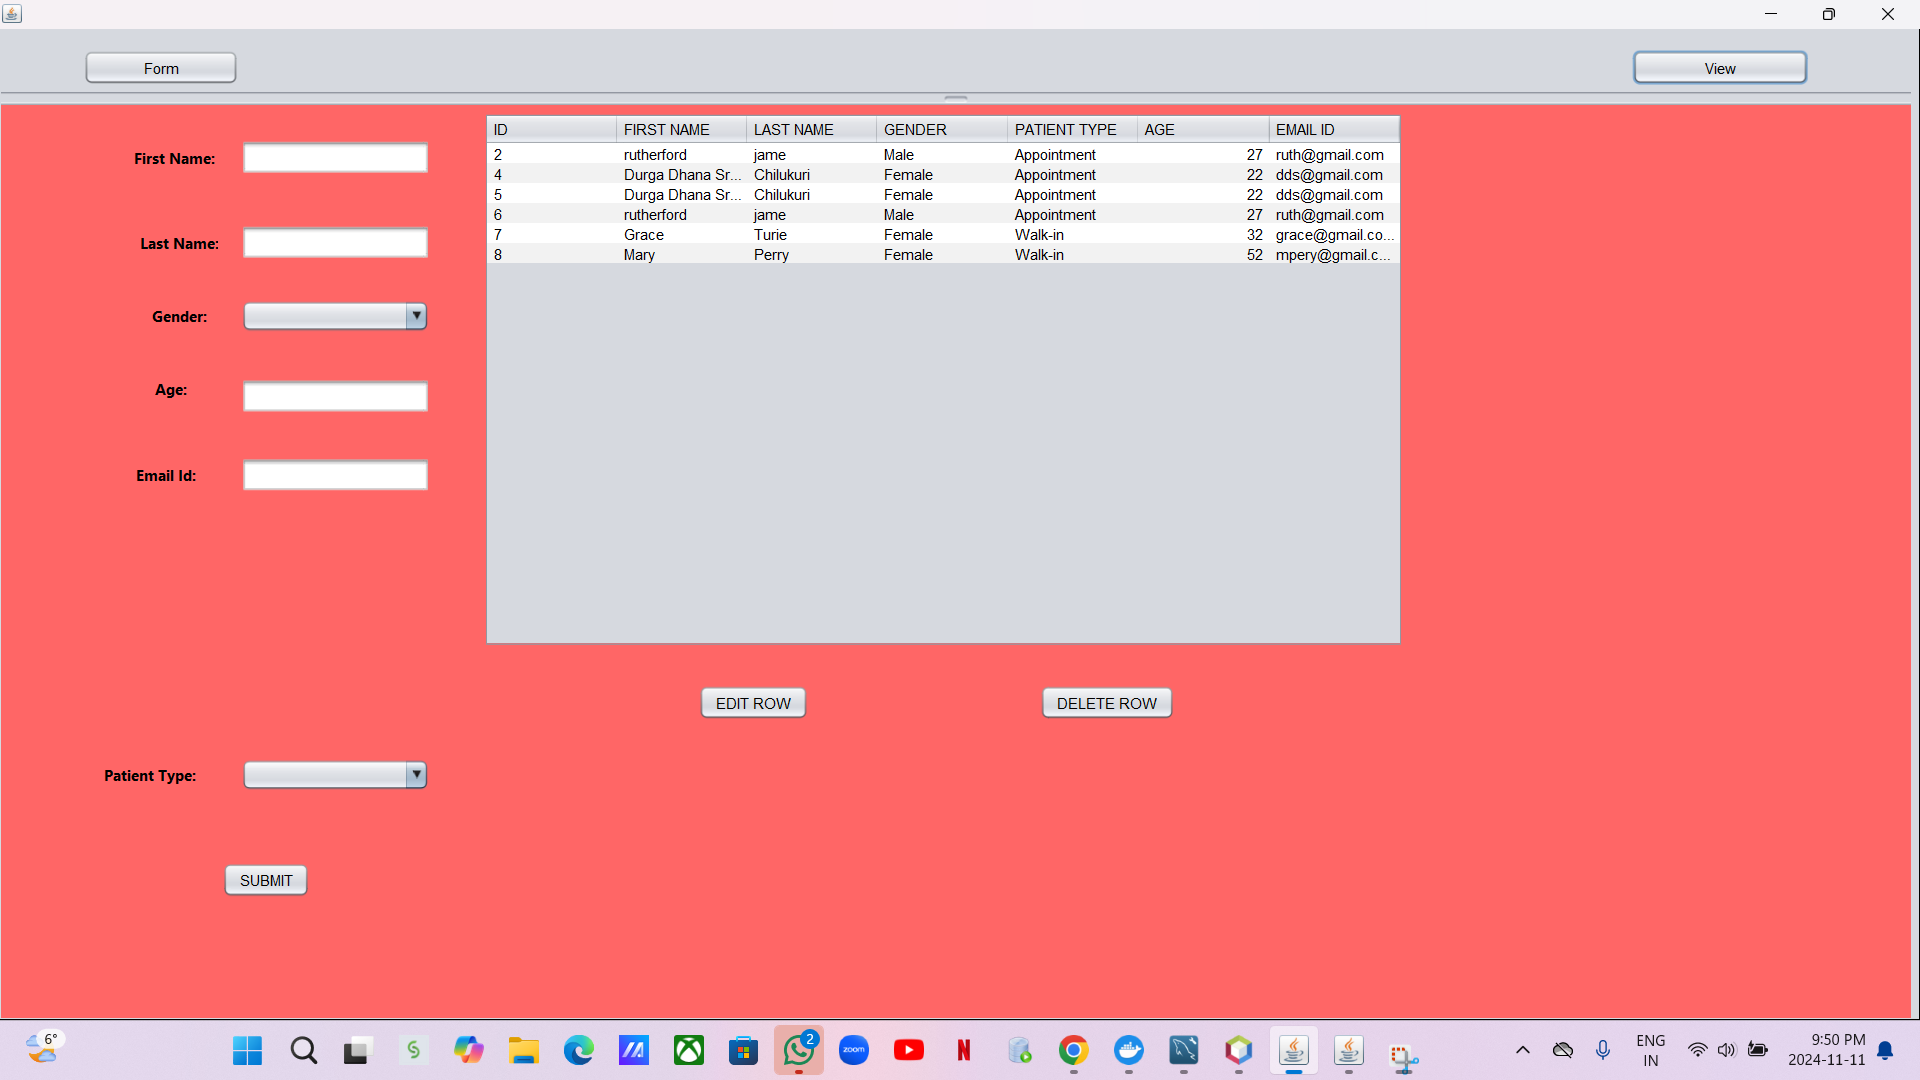 Form
View
First Name:
Last Name:
Gender:
Age:
Email Id:
Patient Type:
SUBMIT
ID FIRST NAME LAST NAME GENDER PATIENT TYPE AGE EMAIL ID
2 rutherford jame Male Appointment 27 ruth@gmail.com
4 Durga Dhana Sr... Chilukuri Female Appointment 22 dds@gmail.com
5 Durga Dhana Sr... Chilukuri Female Appointment 22 dds@gmail.com
6 rutherford jame Male Appointment 27 ruth@gmail.com
7 Grace Turie Female Walk-in 32 grace@gmail.co...
8 Mary Perry Female Walk-in 52 mpery@gmail.c...
EDIT ROW
DELETE ROW
6°
2
zoom
N
ENG
IN
9:50 PM
2024-11-11